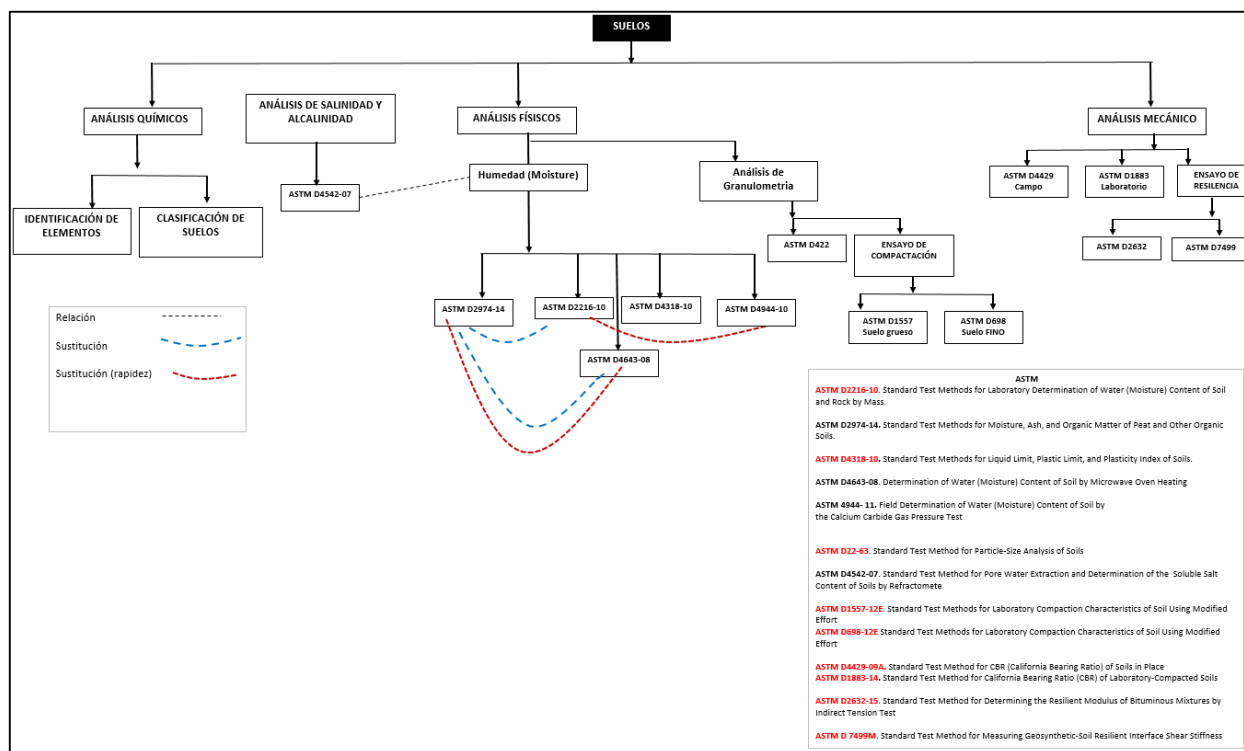 SUELOS
ANÁLISIS QUÍMICOS
ANÁLISIS DE SALINIDAD Y
ALCALINIDAD
ANÁLISIS FÍSISCOS
ANÁLISIS MECÁNICO
IDENTIFICACIÓN DE
ELEMENTOS
CLASIFICACIÓN DE
SUELOS
ASTM D4542-07
Humedad (Moisture)
Análisis de
Granulometria
ASTM D4429
Campo
ASTM D1883
Laboratorio
ENSAYO DE
RESILENCIA
ASTM D422
ENSAYO DE
COMPACTACIÓN
ASTM D2632
ASTM D7499
ASTM D2974-14
ASTM D2216-10
ASTM D4318-10
ASTM D4944-10
ASTM D4643-08
ASTM D1557
Suelo grueso
ASTM D698
Suelo FINO
Relación
Sustitución
Sustitución (rapidez)
ASTM
ASTM D2216-10. Standard Test Methods for Laboratory Determination of Water (Moisture) Content of Soil
and Rock by Mass.
ASTM D2974-14. Standard Test Methods for Moisture, Ash, and Organic Matter of Peat and Other Organic
Soils.
ASTM D4318-10. Standard Test Methods for Liquid Limit, Plastic Limit, and Plasticity Index of Soils.
ASTM D4643-08. Determination of Water (Moisture) Content of Soil by Microwave Oven Heating
ASTM 4944- 11. Field Determination of Water (Moisture) Content of Soil by
the Calcium Carbide Gas Pressure Test
ASTM D22-63. Standard Test Method for Particle-Size Analysis of Soils
ASTM D4542-07. Standard Test Method for Pore Water Extraction and Determination of the Soluble Salt
Content of Soils by Refractomete
ASTM D1557-12E. Standard Test Methods for Laboratory Compaction Characteristics of Soil Using Modified
Effort
ASTM D698-12E Standard Test Methods for Laboratory Compaction Characteristics of Soil Using Modified
Effort
ASTM D4429-09A. Standard Test Method for CBR (California Bearing Ratio) of Soils in Place
ASTM D1883-14. Standard Test Method for California Bearing Ratio (CBR) of Laboratory-Compacted Soils
ASTM D2632-15. Standard Test Method for Determining the Resilient Modulus of Bituminous Mixtures by
Indirect Tension Test
ASTM D 7499M. Standard Test Method for Measuring Geosynthetic-Soil Resilient Interface Shear Stiffness